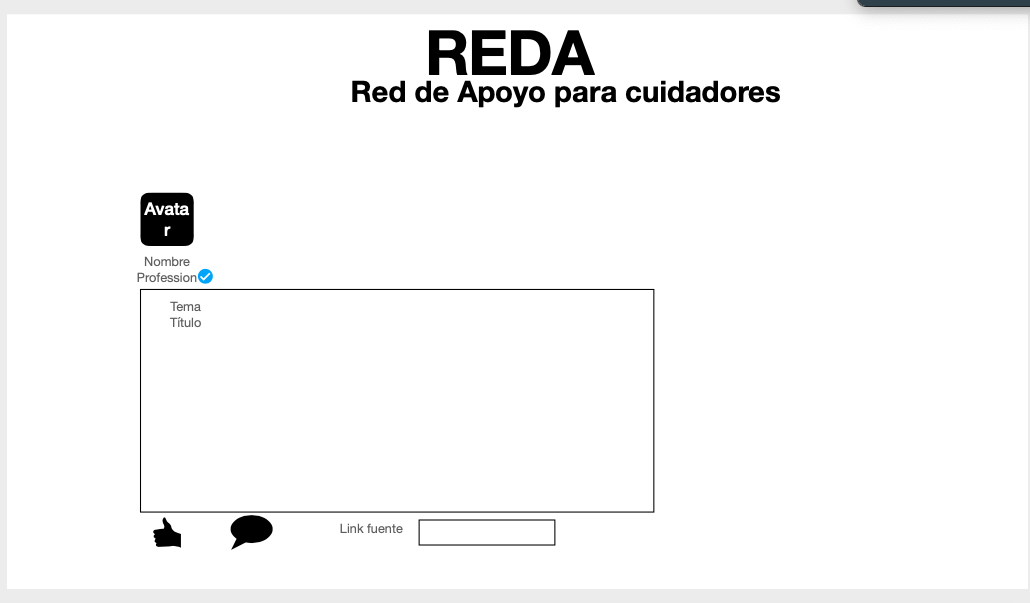 REDA
Red de Apoyo para cuidadores
Avata
r
Nombre
Profession
Tema
Título
Link fuente